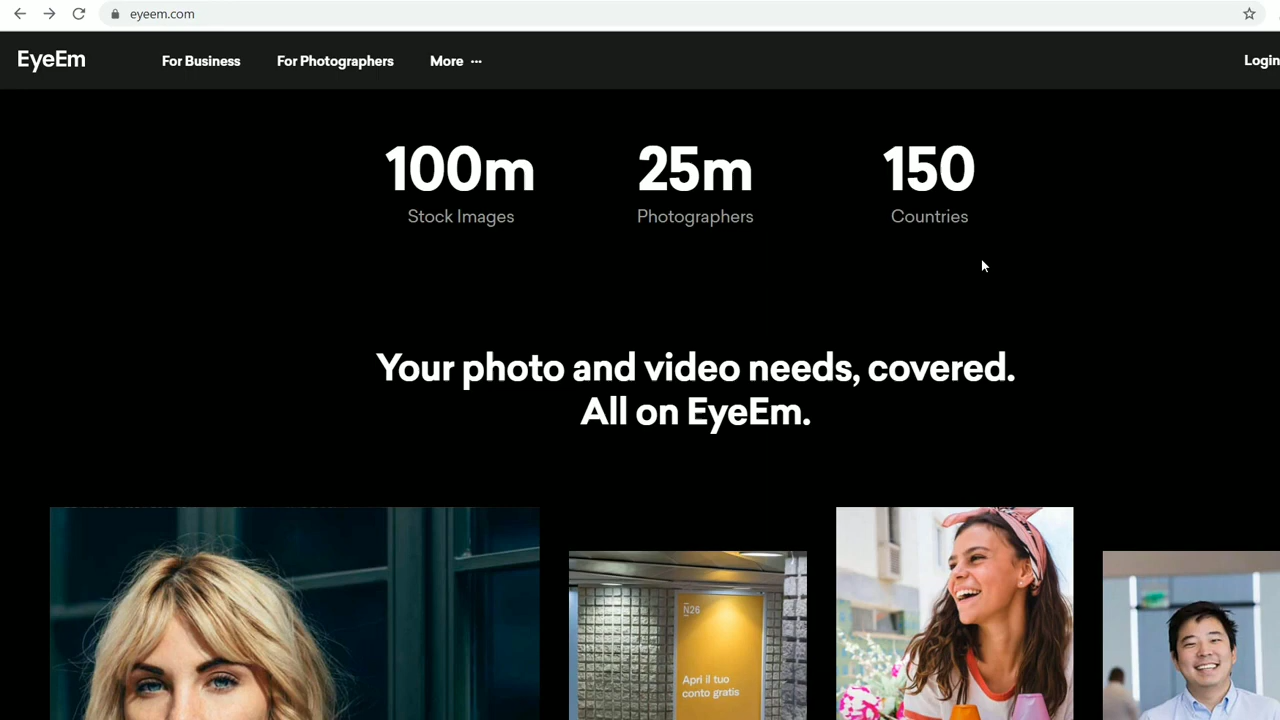 eyeem.com
EyeEm
For Business
For Photographers
More ···
Login
100m
25m
150
Stock Images
Photographers
Countries
Your photo and video needs, covered.
All on EyeEm.
N26
Apri il tuo
conto gratis